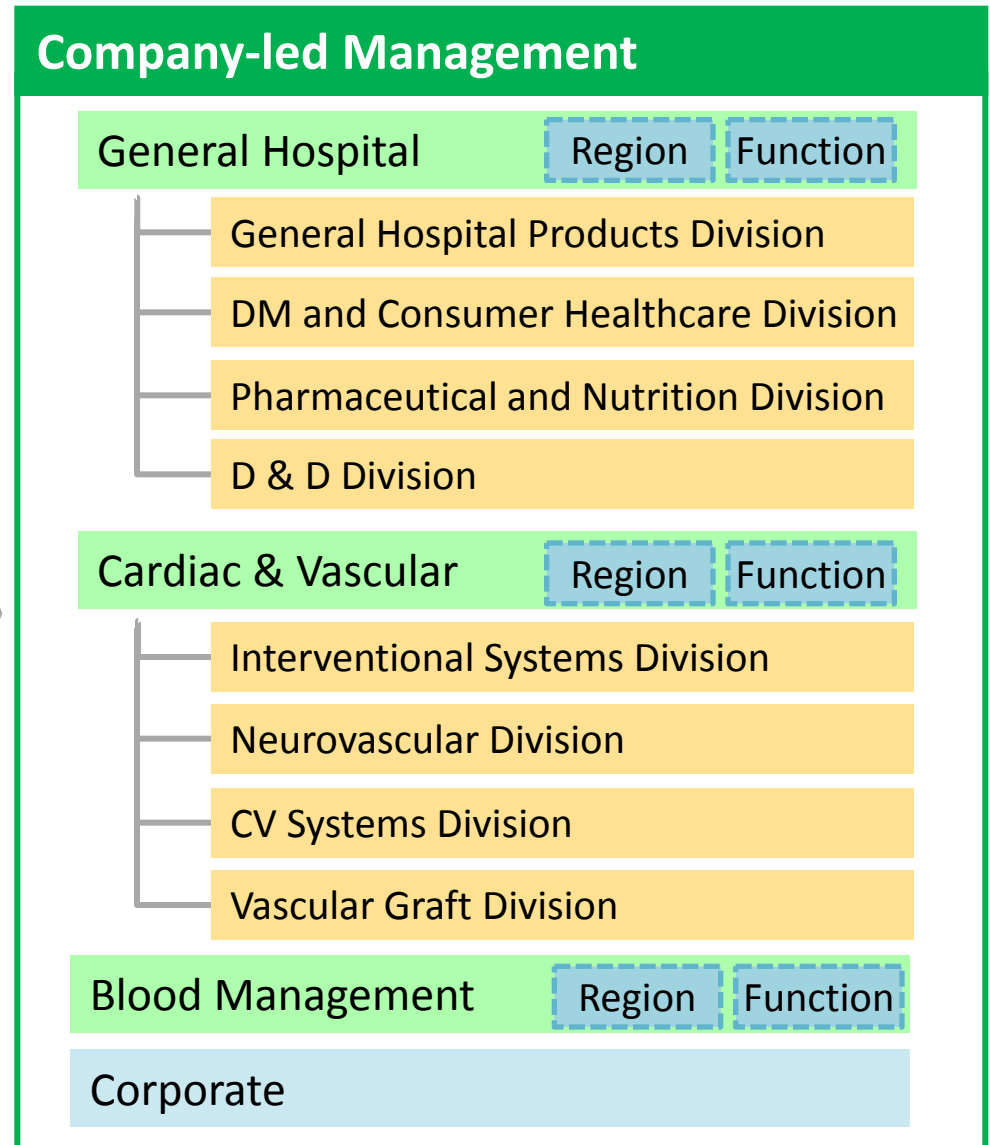 Company-led Management
General Hospital Region Function
General Hospital Products Division
DM and Consumer Healthcare Division
Pharmaceutical and Nutrition Division
D & D Division
Cardiac & Vascular Region Function
Interventional Systems Division
Neurovascular Division
CV Systems Division
Vascular Graft Division
Blood Management Region Function
Corporate